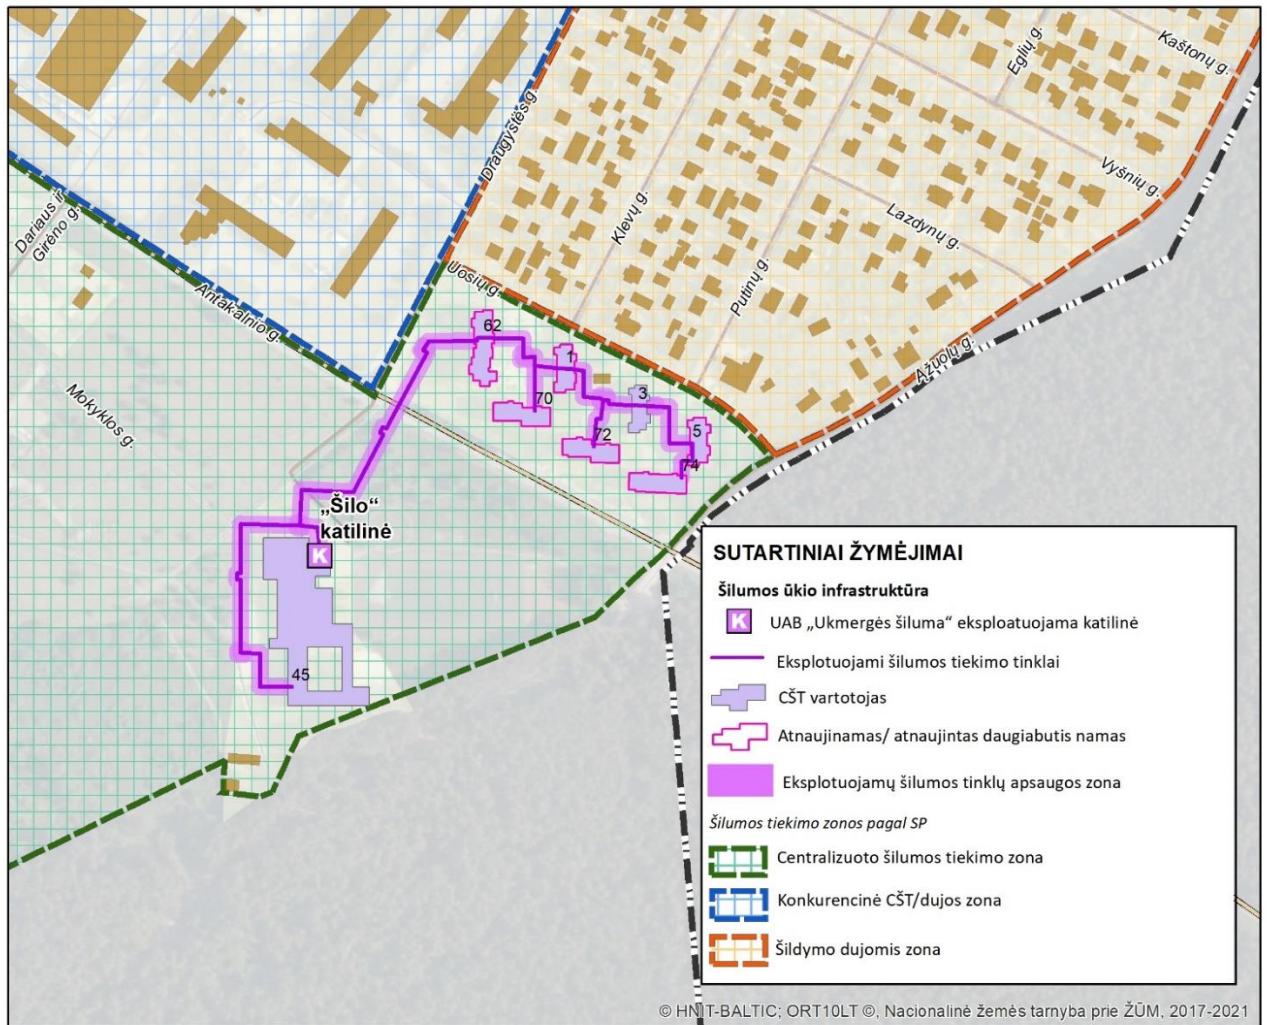 Kaštonų g.
Eglių g.
Draugystės g.
Vyšnių g.
Klevų g.
Lazdynų g.
Dariaus ir
Girėno g.
Uosių g.
Putinų g.
Antakalnio g.
62
Ažuolų g.
1
Mokyklos g.
70
3
72
5
74
„Šilo“
katilinė
K
45
SUTARTINIAI ŽYMĖJIMAI
Šilumos ūkio infrastruktūra
K UAB „Ukmergės šiluma“ eksploatuojama katilinė
Eksplotuojami šilumos tiekimo tinklai
CŠT vartotojas
Atnaujinamas/ atnaujintas daugiabutis namas
Eksplotuojamų šilumos tinklų apsaugos zona
Šilumos tiekimo zonos pagal SP
Centralizuoto šilumos tiekimo zona
Konkurencinė CŠT/dujos zona
Šildymo dujomis zona
© HNIT-BALTIC; ORT10LT ©, Nacionalinė žemės tarnyba prie ŽŪM, 2017-2021